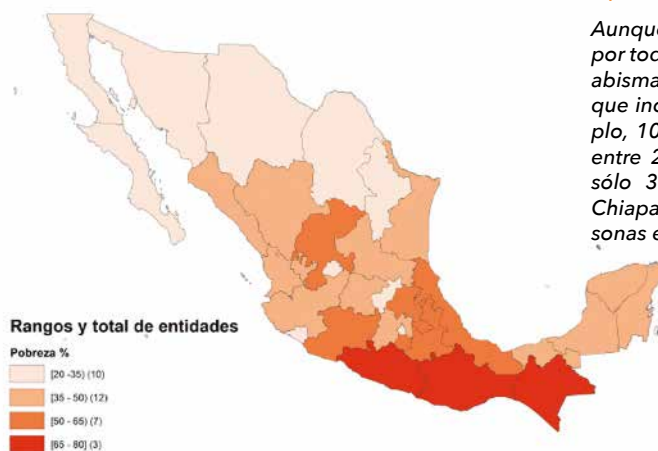 Aunque
por tod
abisma
que inc
plo, 10
entre 2
sólo 3
Chiapa
sonas e
Rangos y total de entidades
Pobreza %
[20 -35) (10)
[35 - 50) (12)
[50 - 65) (7)
[65 - 80] (3)